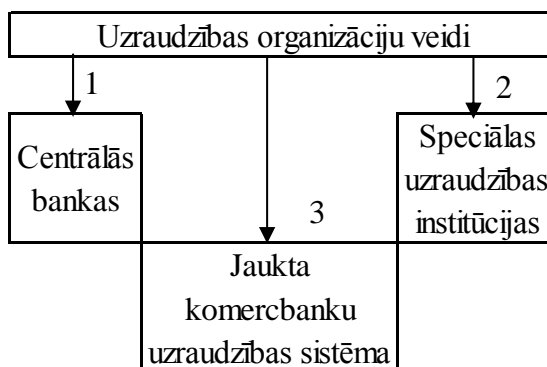 Uzraudzības organizāciju veidi
1
2
Centrālās
bankas
Speciālas
uzraudzības
institūcijas
3
Jaukta
komercbanku
uzraudzības sistēma